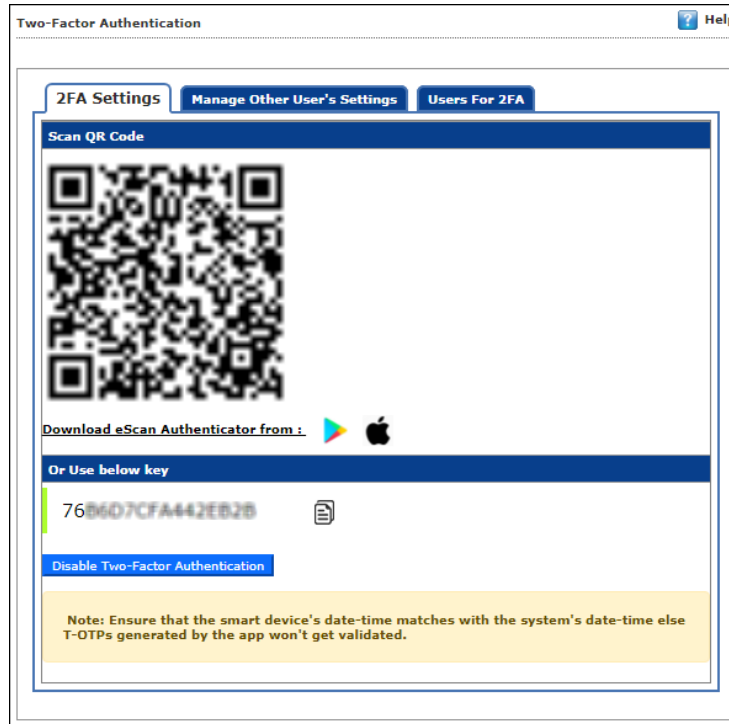 Two-Factor Authentication
Help
2FA Settings
Manage Other User's Settings
Users For 2FA
Scan QR Code
Download eScan Authenticator from :
Or Use below key
76
Disable Two-Factor Authentication
Note: Ensure that the smart device's date-time matches with the system's date-time else
T-OTPs generated by the app won't get validated.